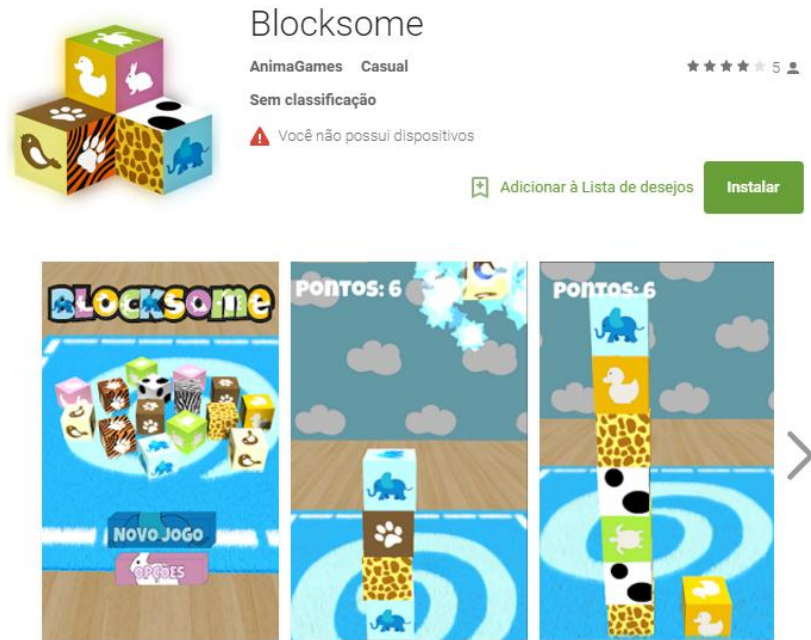 Blocksome
AnimaGames Casual
5
Sem classificação
Você não possui dispositivos
Adicionar à Lista de desejos
Instalar
BLOCKSOME
NOVO JOGO
OPÇÕES
PONTOS: 6
PONTOS: 6